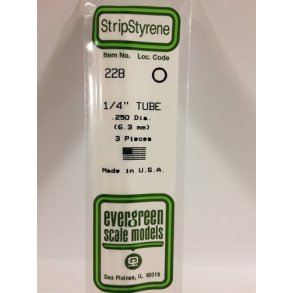 StripStyrene
Item No. Loc. Code
228
1/4" TUBE
.250 Dia.
(6.3 mm)
3 Pieces
Made in U.S.A.
evergreen
scale models
Des Plaines, IL 60018